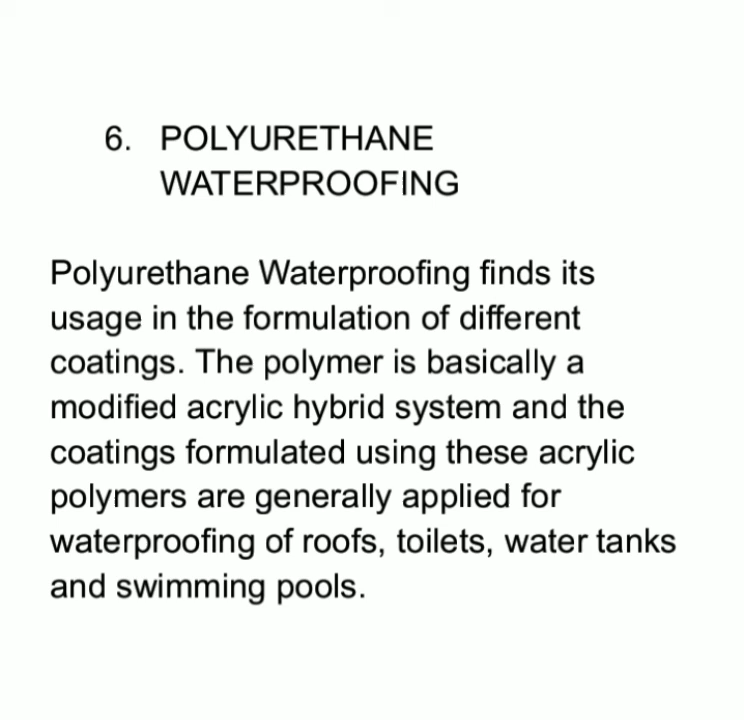 6. POLYURETHANE
WATERPROOFING
Polyurethane Waterproofing finds its
usage in the formulation of different
coatings. The polymer is basically a
modified acrylic hybrid system and the
coatings formulated using these acrylic
polymers are generally applied for
waterproofing of roofs, toilets, water tanks
and swimming pools.